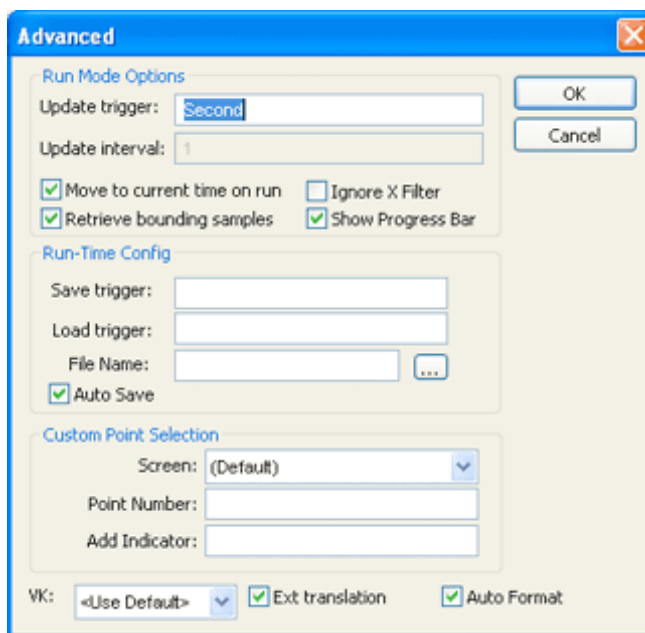 Advanced
Run Mode Options
OK
Update trigger: Second
Cancel
Update interval: 1
Move to current time on run Ignore X Filter
Retrieve bounding samples Show Progress Bar
Run-Time Config
Save trigger:
Load trigger:
File Name: ...
Auto Save
Custom Point Selection
Screen: (Default)
Point Number:
Add Indicator:
VK: <Use Default> Ext translation Auto Format